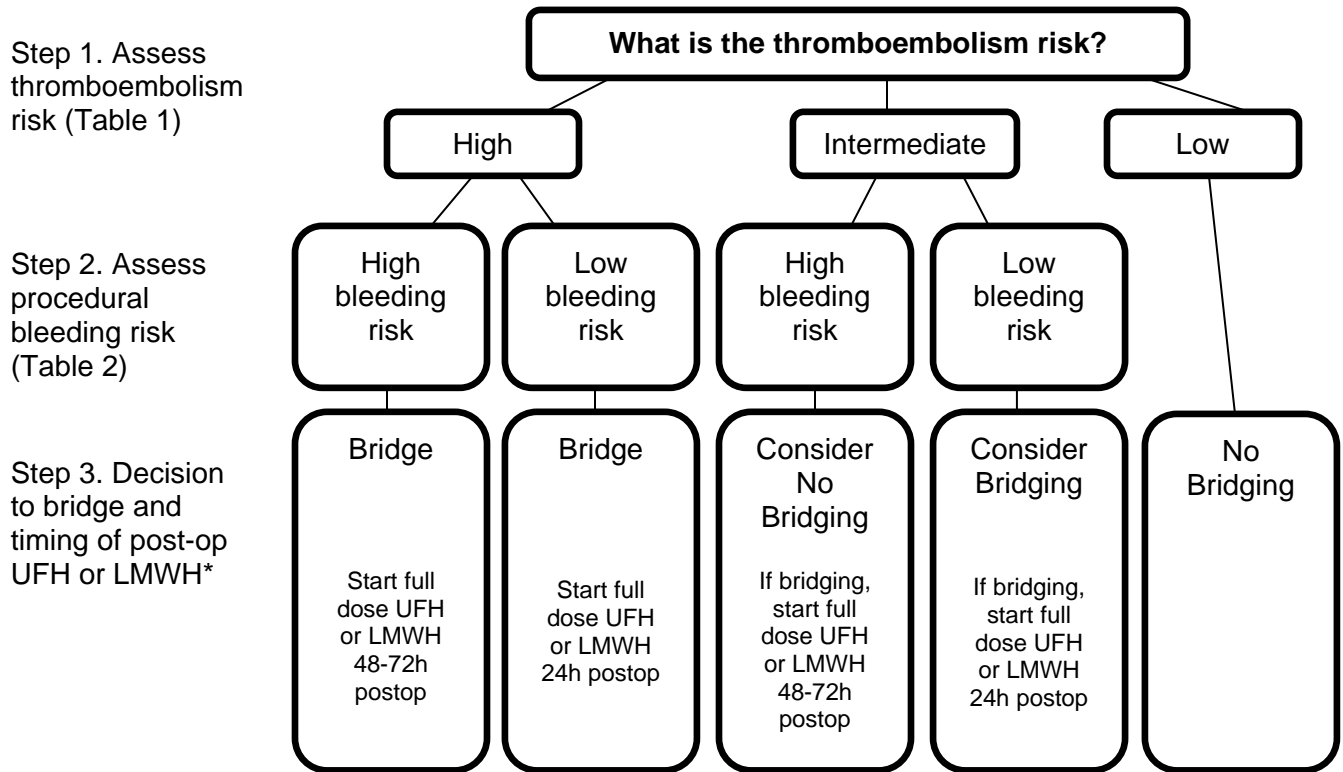 Step 1. Assess
thromboembolism
risk (Table 1)
What is the thromboembolism risk?
High
Intermediate
Low
Step 2. Assess
procedural
bleeding risk
(Table 2)
High
bleeding
risk
Low
bleeding
risk
High
bleeding
risk
Low
bleeding
risk
Step 3. Decision
to bridge and
timing of post-op
UFH or LMWH*
Bridge
Start full
dose UFH
or LMWH
48-72h
postop
Bridge
Start full
dose UFH
or LMWH
24h postop
Consider
No
Bridging
If bridging,
start full
dose UFH
or LMWH
48-72h
postop
Consider
Bridging
If bridging,
start full
dose UFH
or LMWH
24h postop
No
Bridging